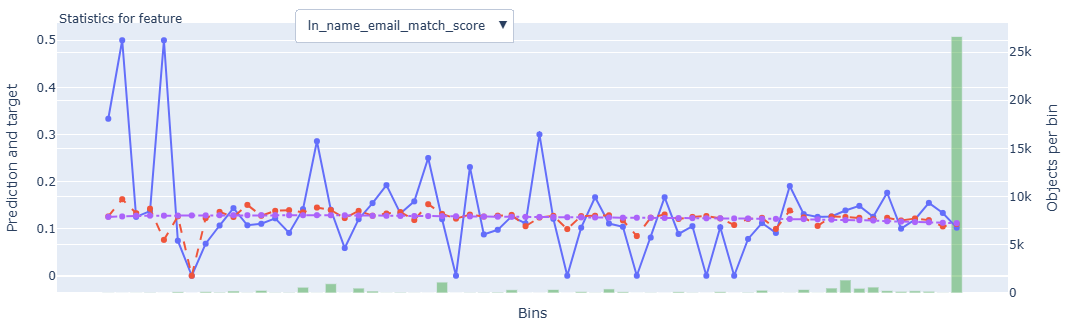 Statistics for feature
ln_name_email_match_score ▼
Prediction and target
0.5
0.4
0.3
0.2
0.1
0
25k
20k
15k
10k
5k
0
Objects per bin
Bins